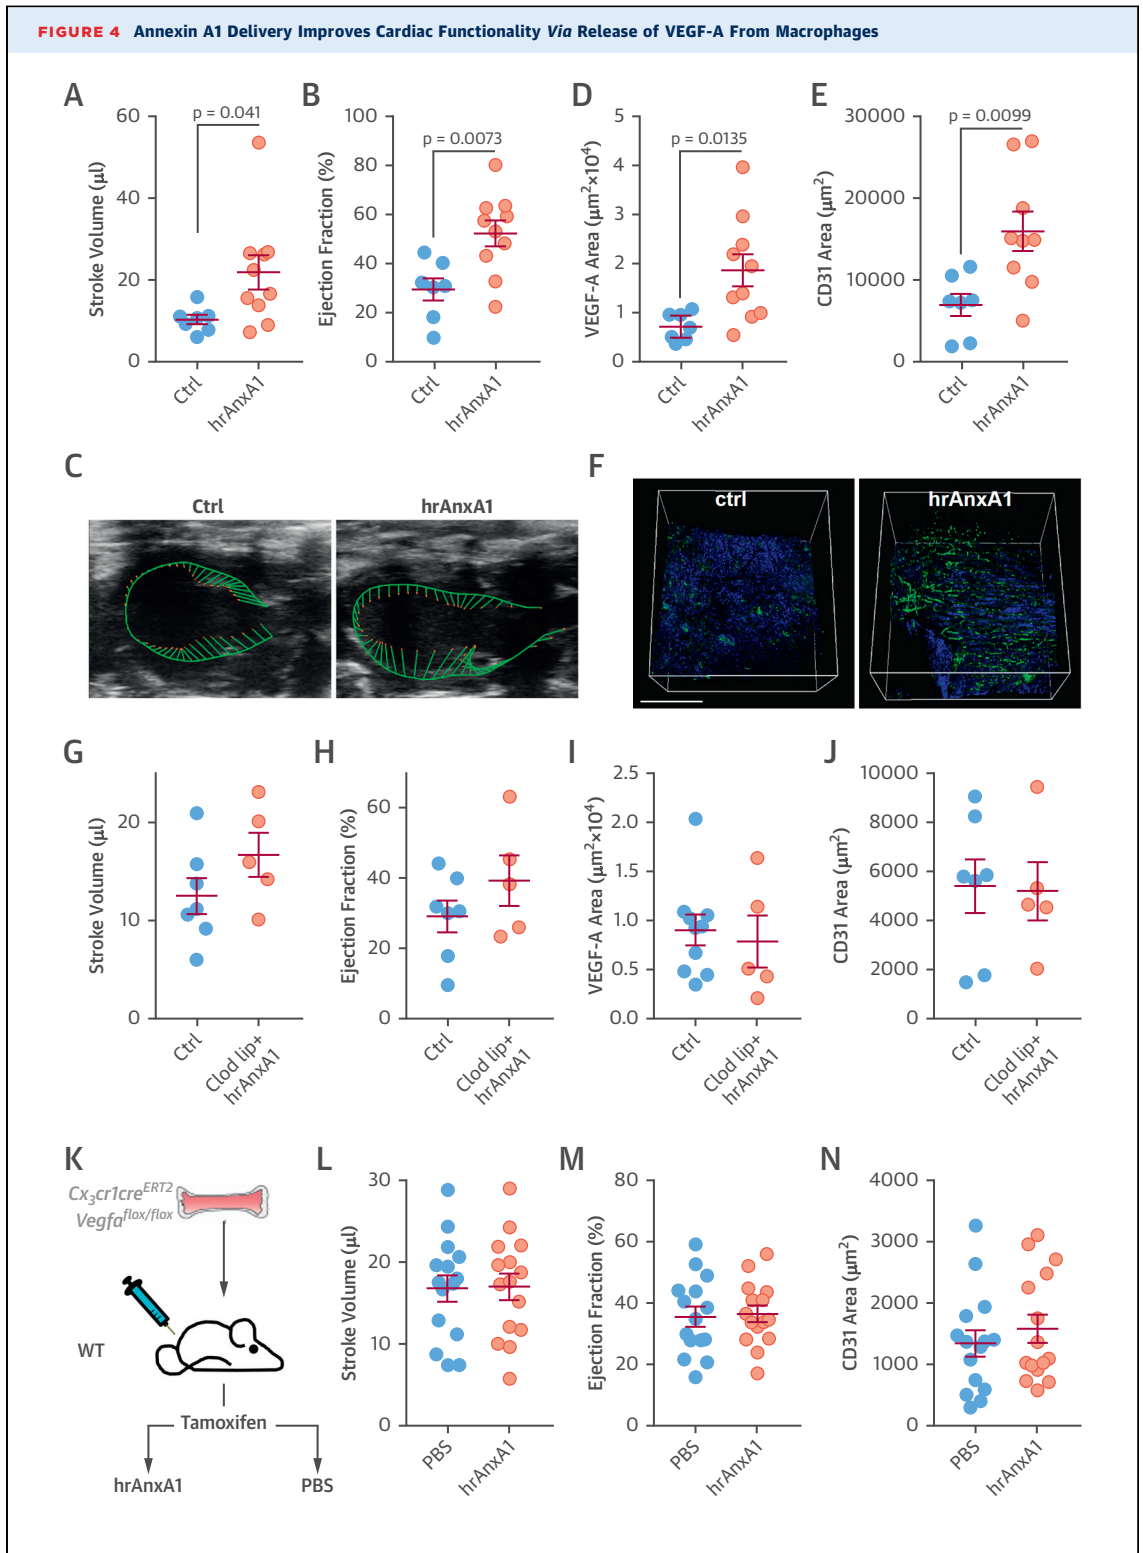 FIGURE 4 Annexin A1 Delivery Improves Cardiac Functionality Via Release of VEGF-A From Macrophages
A
Stroke Volume (μl)
60
40
20
0
p = 0.041
Ctrl
hrAnxA1
B
Ejection Fraction (%)
100
80
60
40
20
0
p = 0.0073
Ctrl
hrAnxA1
D
VEGF-A Area (μm²×10⁴)
5
4
3
2
1
0
p = 0.0135
Ctrl
hrAnxA1
E
CD31 Area (μm²)
30000
20000
10000
0
p = 0.0099
Ctrl
hrAnxA1
C
Ctrl
hrAnxA1
F
ctrl
hrAnxA1
G
Stroke Volume (μl)
20
10
0
Ctrl
Clod lip+
hrAnxA1
H
Ejection Fraction (%)
60
40
20
0
Ctrl
Clod lip+
hrAnxA1
I
VEGF-A Area (μm²×10⁴)
2.5
2.0
1.5
1.0
0.5
0.0
Ctrl
Clod lip+
hrAnxA1
J
CD31 Area (μm²)
10000
8000
6000
4000
2000
0
Ctrl
Clod lip+
hrAnxA1
K
Cx₃cr1creᴱᴿᵀ²
Vegfaᶠˡᵒˣ/ᶠˡᵒˣ
WT
Tamoxifen
hrAnxA1
PBS
L
Stroke Volume (μl)
30
20
10
0
PBS
hrAnxA1
M
Ejection Fraction (%)
80
60
40
20
0
PBS
hrAnxA1
N
CD31 Area (μm²)
4000
3000
2000
1000
0
PBS
hrAnxA1